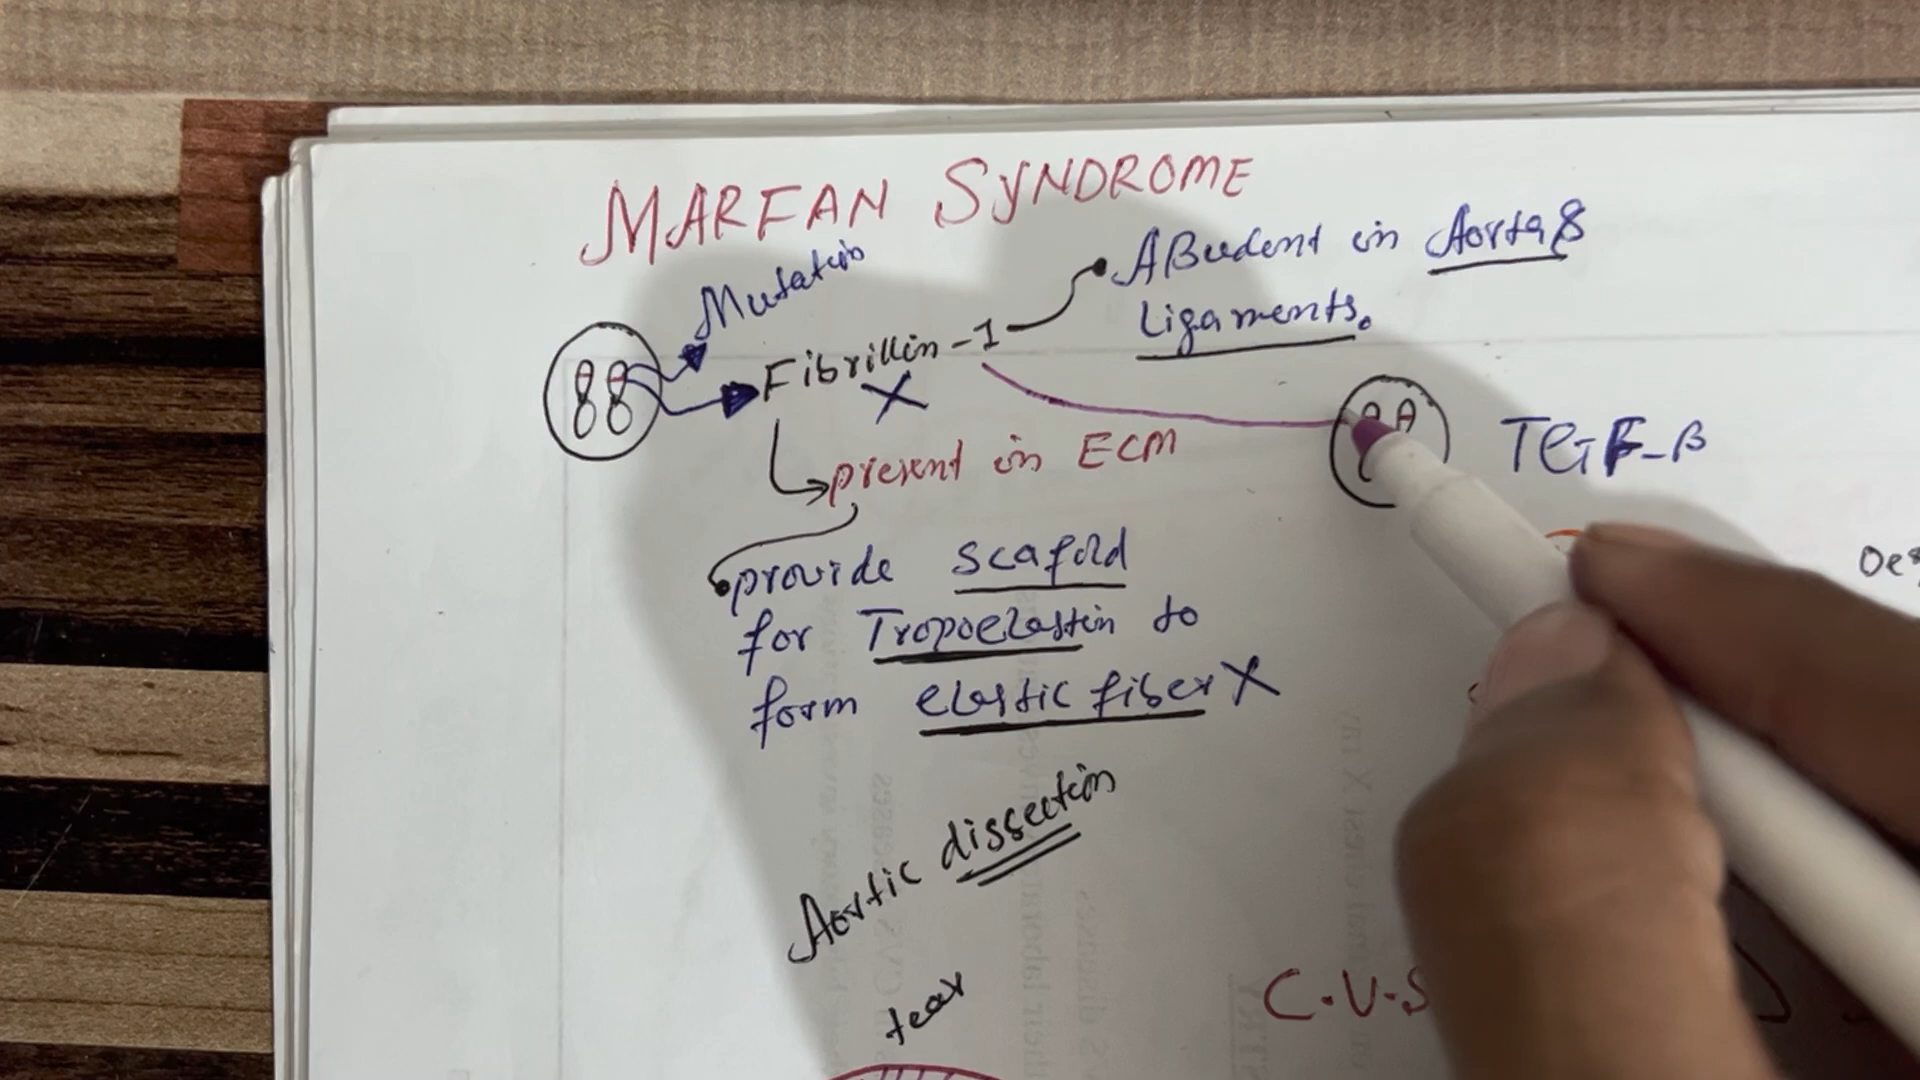 MARFAN SYNDROME
Mutatio
ABudent in Aorta &
Ligaments.
Fibrillin-1
X
present in ECM
TGF-β
provide scafold
for Tropoelastin to
form elastic fiber X
Aortic dissection
tear
C.V.S